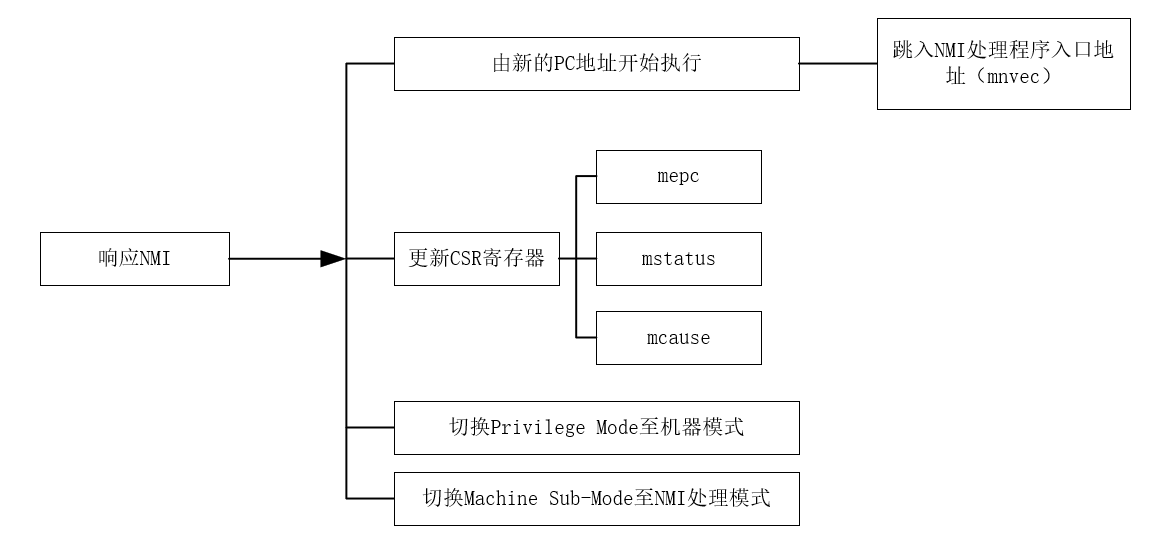 由新的PC地址开始执行
跳入NMI处理程序入口地
址（mnvec）
mepc
响应NMI
更新CSR寄存器
mstatus
mcause
切换Privilege Mode至机器模式
切换Machine Sub-Mode至NMI处理模式